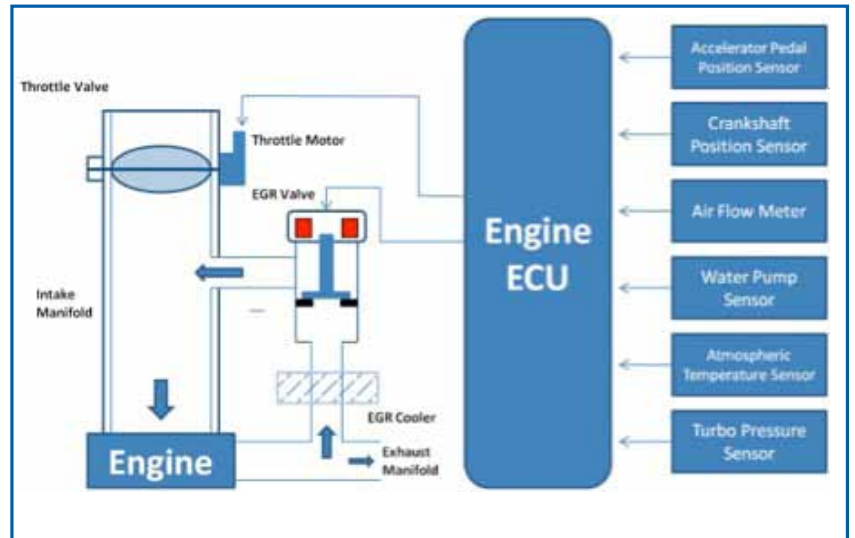 Throttle Valve
Throttle Motor
EGR Valve
Intake
Manifold
EGR Cooler
Exhaust
Manifold
Engine
Engine
ECU
Accelerator Pedal
Position Sensor
Crankshaft
Position Sensor
Air Flow Meter
Water Pump
Sensor
Atmospheric
Temperature Sensor
Turbo Pressure
Sensor